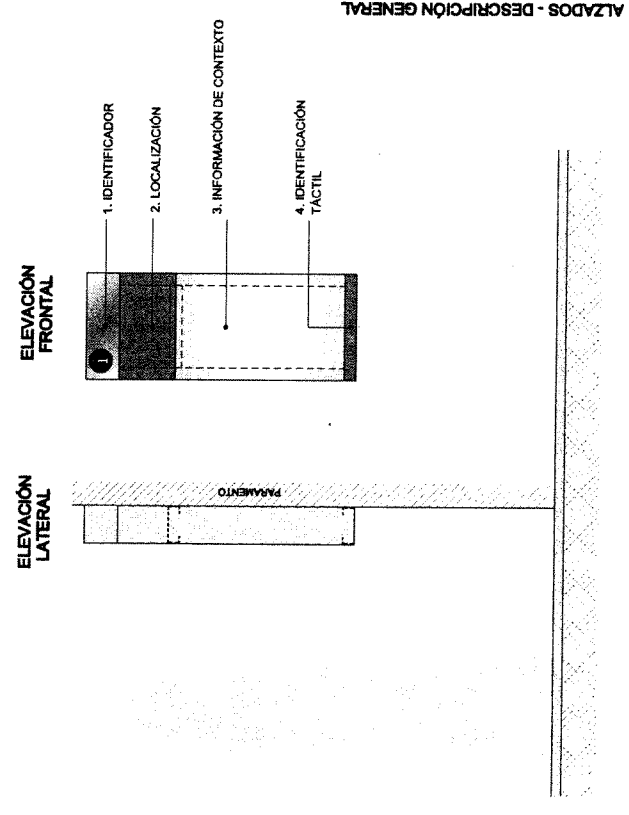 ALZADOS - DESCRIPCIÓN GENERAL
ELEVACIÓN
LATERAL
ELEVACIÓN
FRONTAL
PARAMENTO
1
1. IDENTIFICADOR
2. LOCALIZACIÓN
3. INFORMACIÓN DE CONTEXTO
4. IDENTIFICACIÓN
TÁCTIL